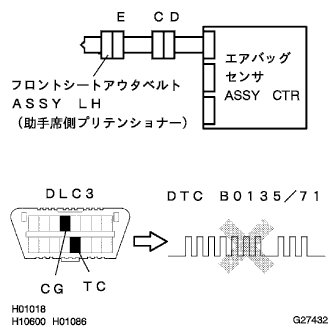 E　C D
エアバッグ
センサ
ASSY　CTR
フロントシートアウタベルト
ASSY　LH
（助手席側プリテンショナー）
DLC3
DTC　B0135／71
CG　TC
H01018
H10600　H01086
G27432